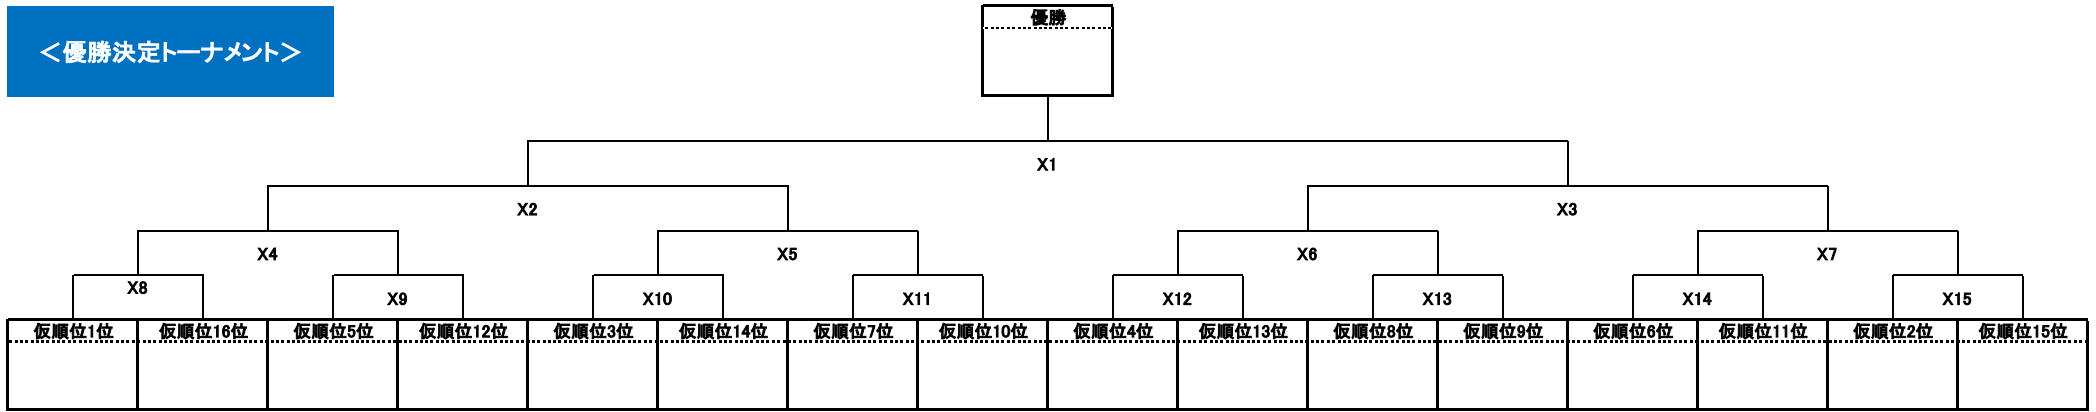 優勝
＜優勝決定トーナメント＞
X1
X2
X3
X4
X5
X6
X7
X8
X9
X10
X11
X12
X13
X14
X15
仮順位1位
仮順位16位
仮順位5位
仮順位12位
仮順位3位
仮順位14位
仮順位7位
仮順位10位
仮順位4位
仮順位13位
仮順位8位
仮順位9位
仮順位6位
仮順位11位
仮順位2位
仮順位15位